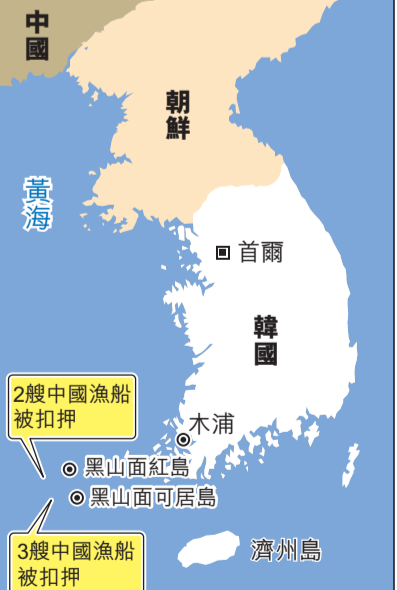 中國
朝鮮
黃海
首爾
韓國
2艘中國漁船
被扣押
木浦
黑山面紅島
黑山面可居島
3艘中國漁船
被扣押
濟州島